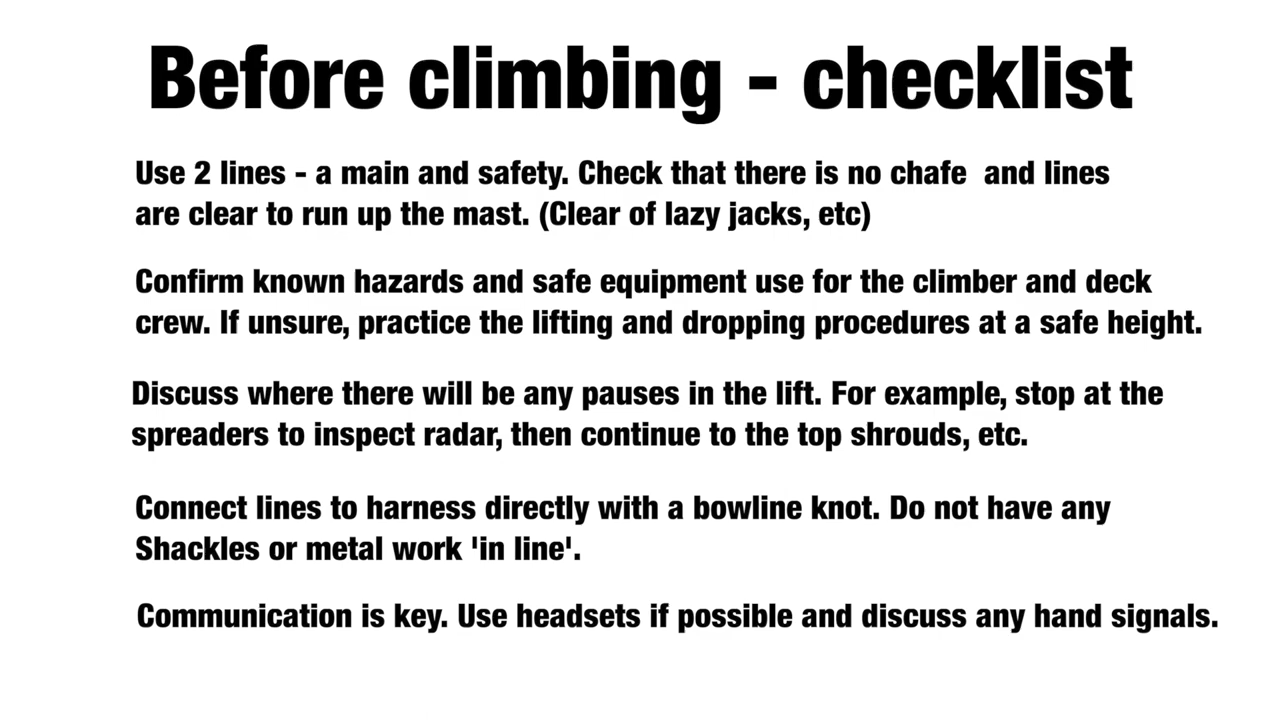 Before climbing - checklist
Use 2 lines - a main and safety. Check that there is no chafe  and lines
are clear to run up the mast. (Clear of lazy jacks, etc)
Confirm known hazards and safe equipment use for the climber and deck
crew. If unsure, practice the lifting and dropping procedures at a safe height.
Discuss where there will be any pauses in the lift. For example, stop at the
spreaders to inspect radar, then continue to the top shrouds, etc.
Connect lines to harness directly with a bowline knot. Do not have any
Shackles or metal work 'in line'.
Communication is key. Use headsets if possible and discuss any hand signals.